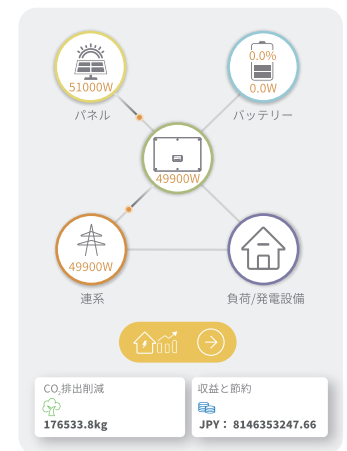 51000W
パネル
0.0%
0.0W
バッテリー
49900W
49900W
連系
負荷/発電設備
CO₂排出削減
176533.8kg
収益と節約
JPY： 8146353247.66